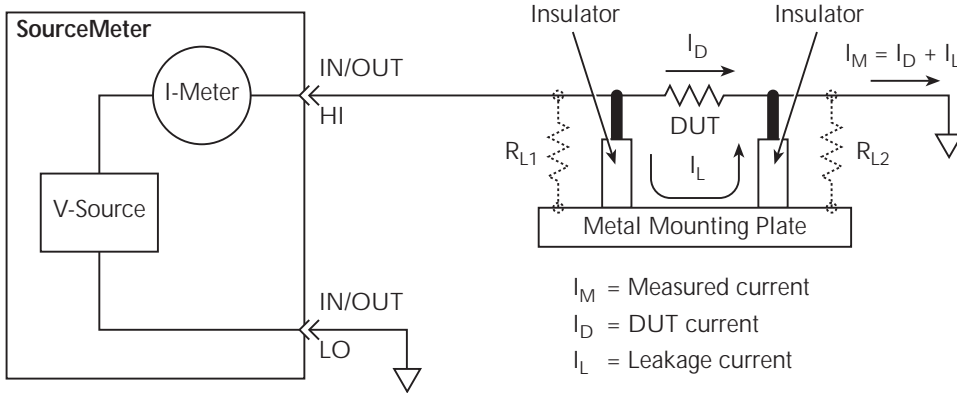 SourceMeter
I-Meter
V-Source
IN/OUT
HI
IN/OUT
LO
Insulator
Insulator
I_D
I_M = I_D + I_L
DUT
R_L1
I_L
R_L2
Metal Mounting Plate
I_M = Measured current
I_D = DUT current
I_L = Leakage current